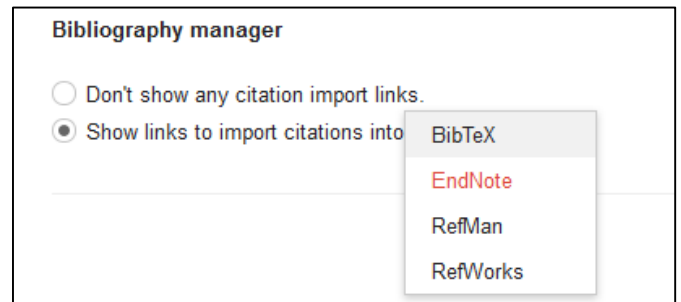 Bibliography manager
Don't show any citation import links.
Show links to import citations into
BibTeX
EndNote
RefMan
RefWorks